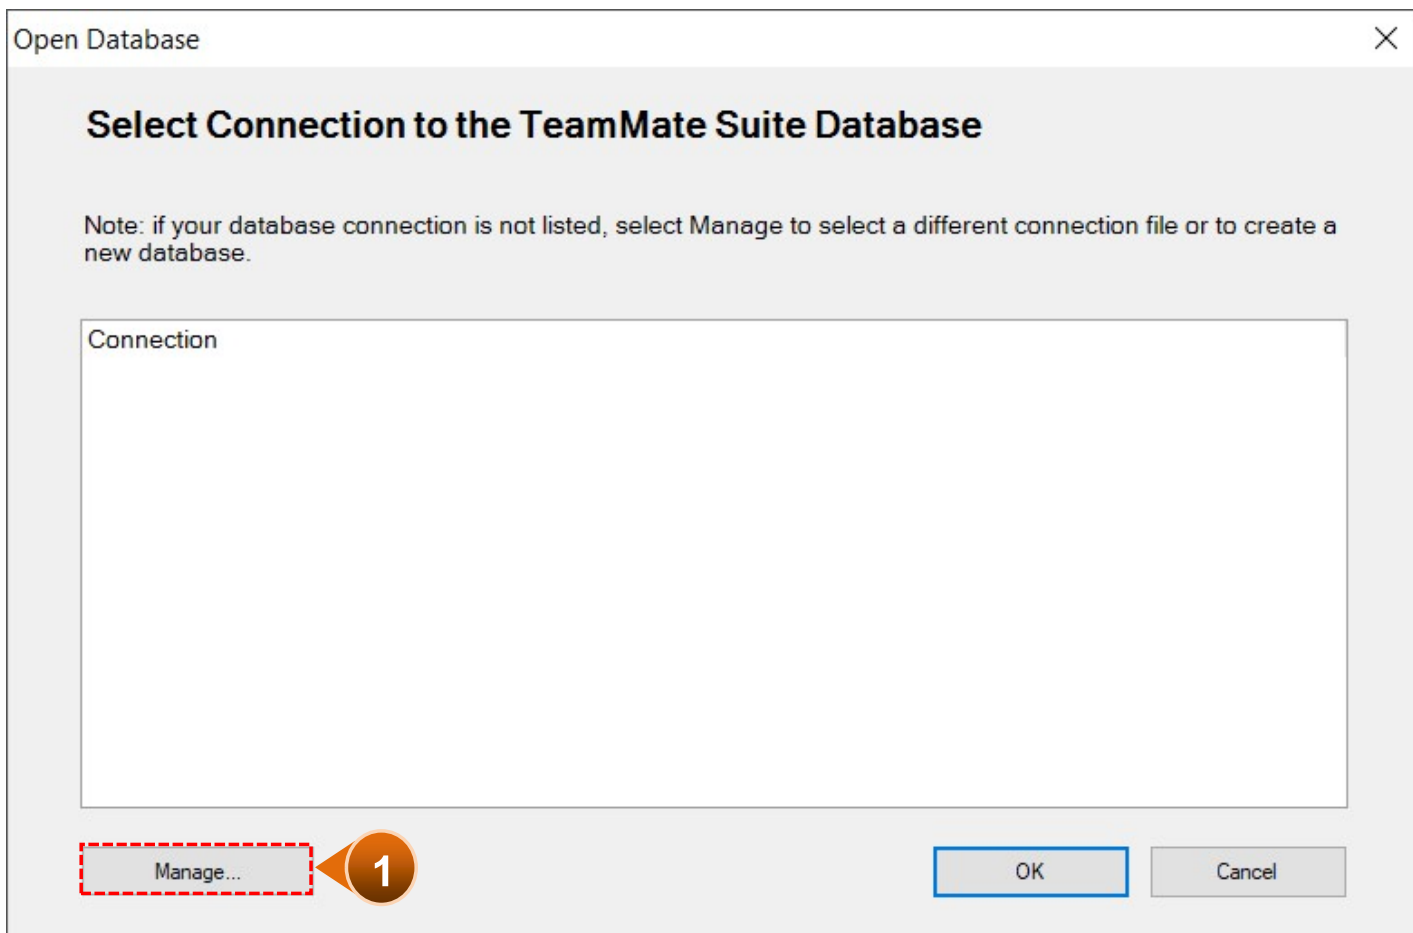 Open Database
Select Connection to the TeamMate Suite Database
Note: if your database connection is not listed, select Manage to select a different connection file or to create a
new database.
Connection
Manage...
1
OK
Cancel